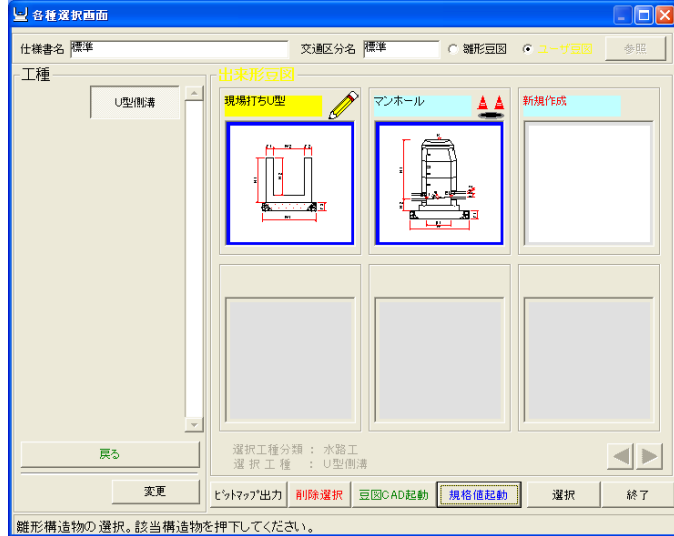 各種選択画面
仕様書名 標準 交通区分名 標準 雛形豆図 ユーザ豆図 参照
工種
出来形豆図
U型側溝
現場打ちU型 マンホール 新規作成
選択工種分類 : 水路工
選択工種 : U型側溝
戻る
変更
ビットマップ出力 削除選択 豆図CAD起動 規格値起動 選択 終了
雛形構造物の選択。該当構造物を押下してください。